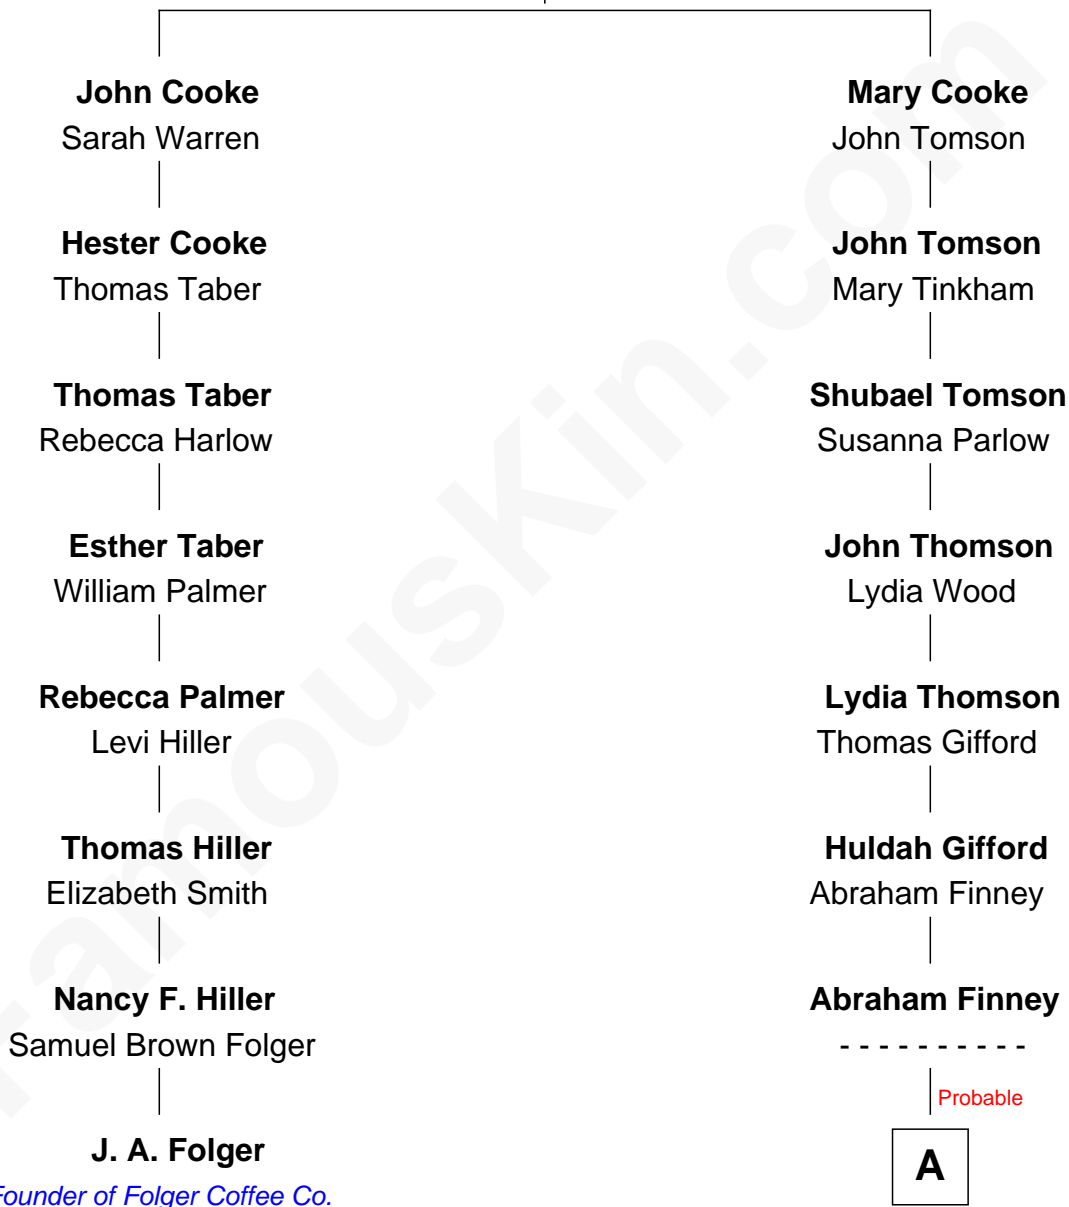 John Cooke
Sarah Warren
Mary Cooke
John Tomson
Hester Cooke
Thomas Taber
John Tomson
Mary Tinkham
Thomas Taber
Rebecca Harlow
Shubael Tomson
Susanna Parlow
Esther Taber
William Palmer
John Thomson
Lydia Wood
Rebecca Palmer
Levi Hiller
Lydia Thomson
Thomas Gifford
Thomas Hiller
Elizabeth Smith
Huldah Gifford
Abraham Finney
Nancy F. Hiller
Samuel Brown Folger
Abraham Finney
- - - - - - - - - -
Probable
J. A. Folger
Founder of Folger Coffee Co.
A
FamousKin.com